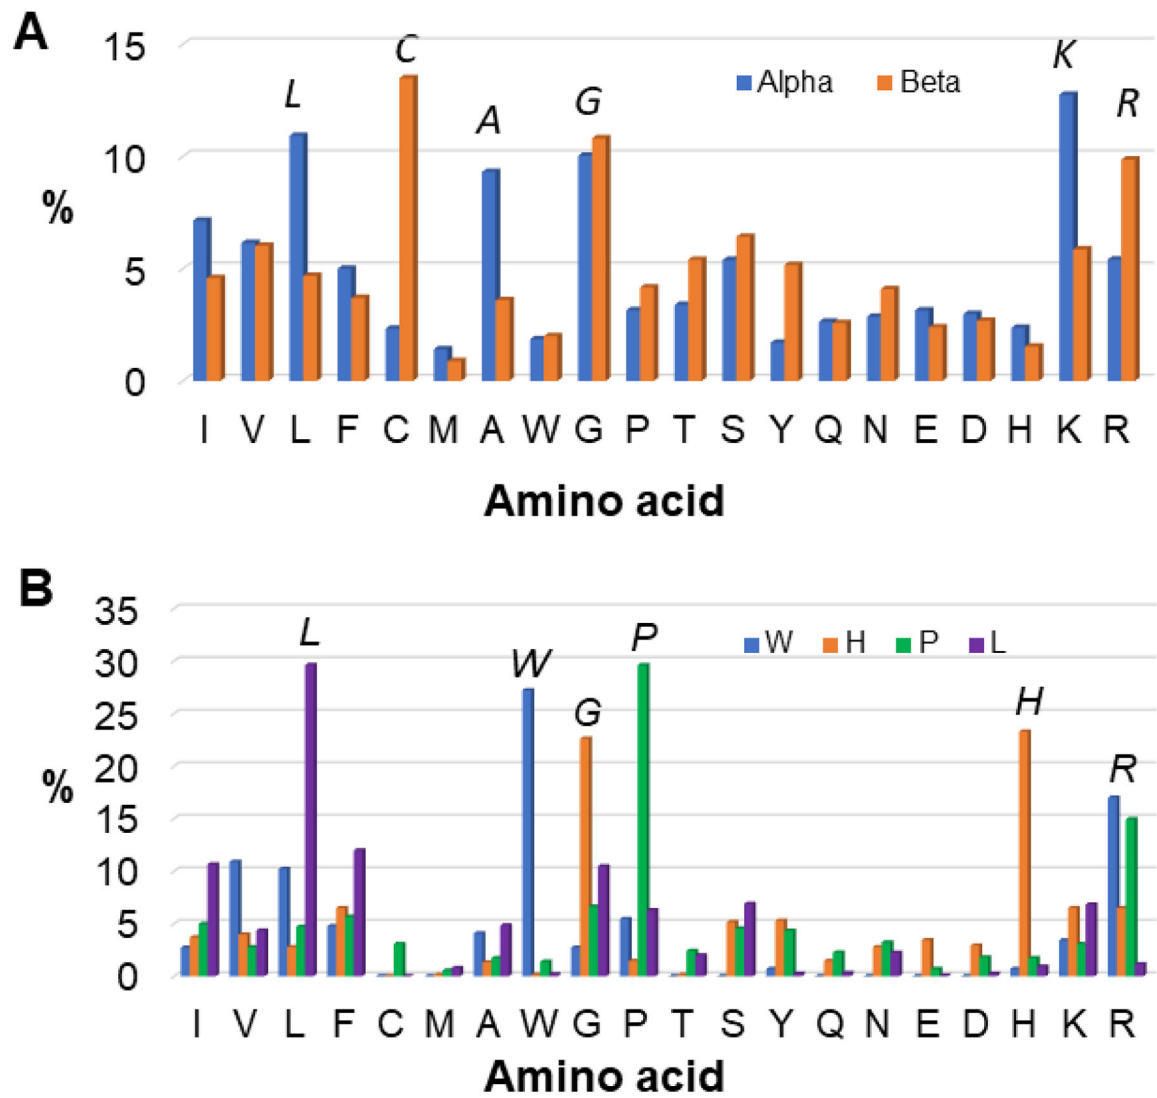 A
15
10
5
0
%
L
C
A
G
K
R
Alpha
Beta
I V L F C M A W G P T S Y Q N E D H K R
Amino acid
B
35
30
25
20
15
10
5
0
%
L
W
G
P
H
R
W H P L
I V L F C M A W G P T S Y Q N E D H K R
Amino acid